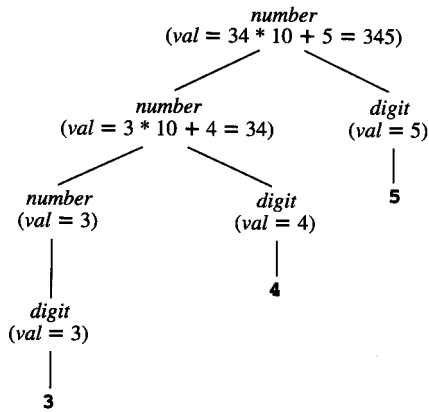 number
(val = 34 * 10 + 5 = 345)
number
(val = 3 * 10 + 4 = 34)
digit
(val = 5)
5
number
(val = 3)
digit
(val = 4)
4
digit
(val = 3)
3